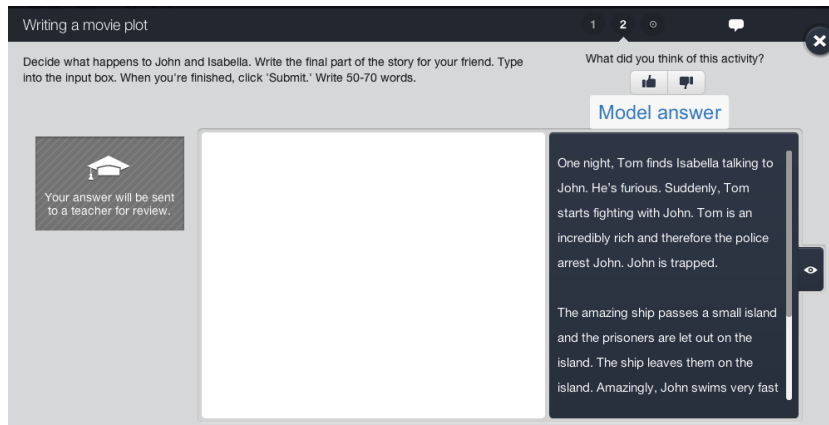 Writing a movie plot
1 2
Decide what happens to John and Isabella. Write the final part of the story for your friend. Type
into the input box. When you're finished, click 'Submit.' Write 50-70 words.
What did you think of this activity?
Model answer
Your answer will be sent
to a teacher for review.
One night, Tom finds Isabella talking to
John. He's furious. Suddenly, Tom
starts fighting with John. Tom is an
incredibly rich and therefore the police
arrest John. John is trapped.
The amazing ship passes a small island
and the prisoners are let out on the
island. The ship leaves them on the
island. Amazingly, John swims very fast